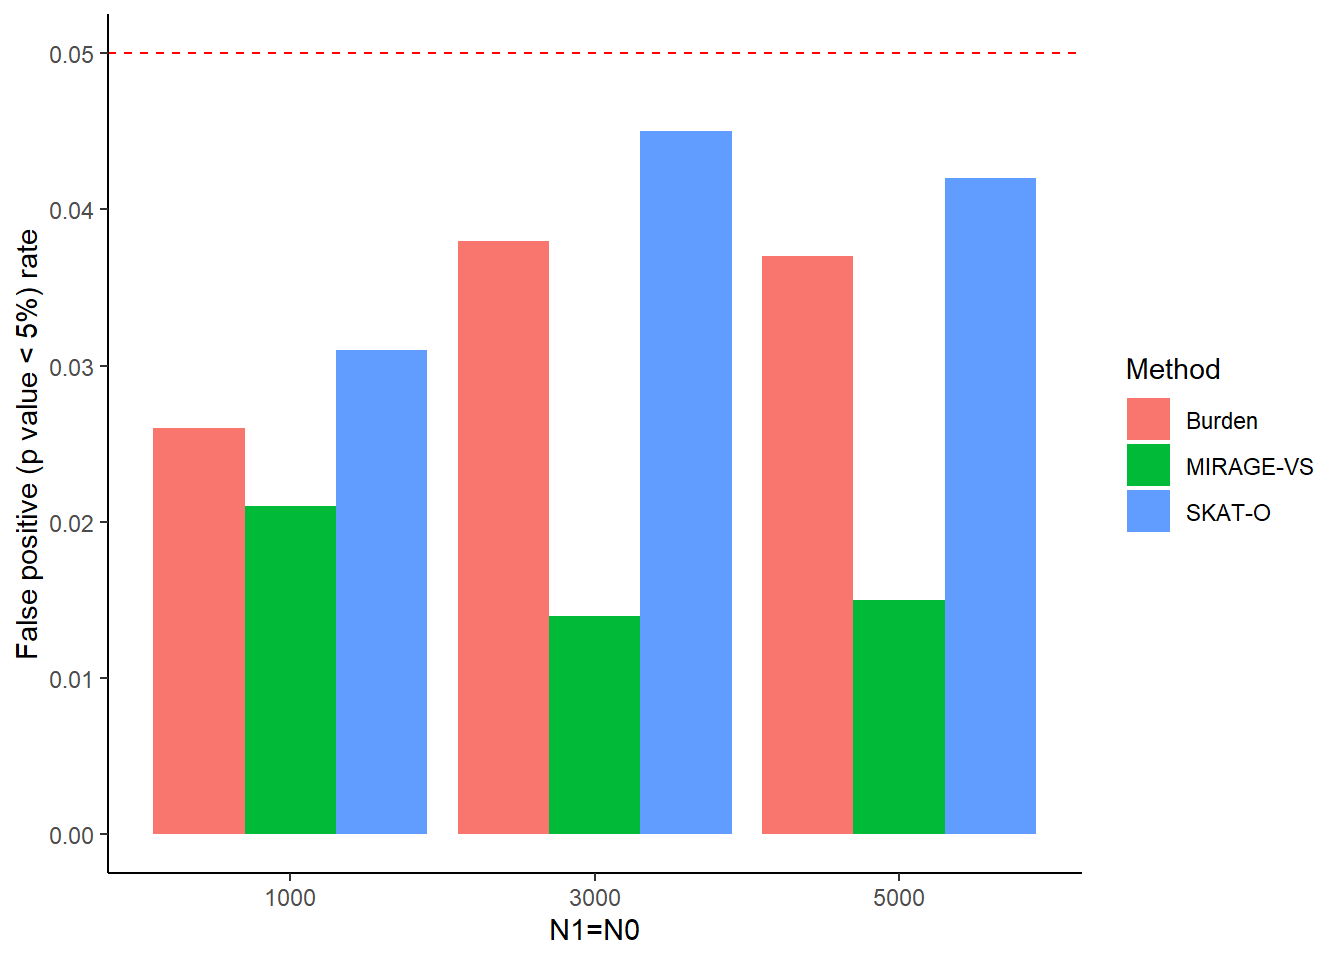 False positive (p value < 5%) rate
0.05
0.04
0.03
0.02
0.01
0.00
1000
3000
5000
N1=N0
Method
Burden
MIRAGE-VS
SKAT-O